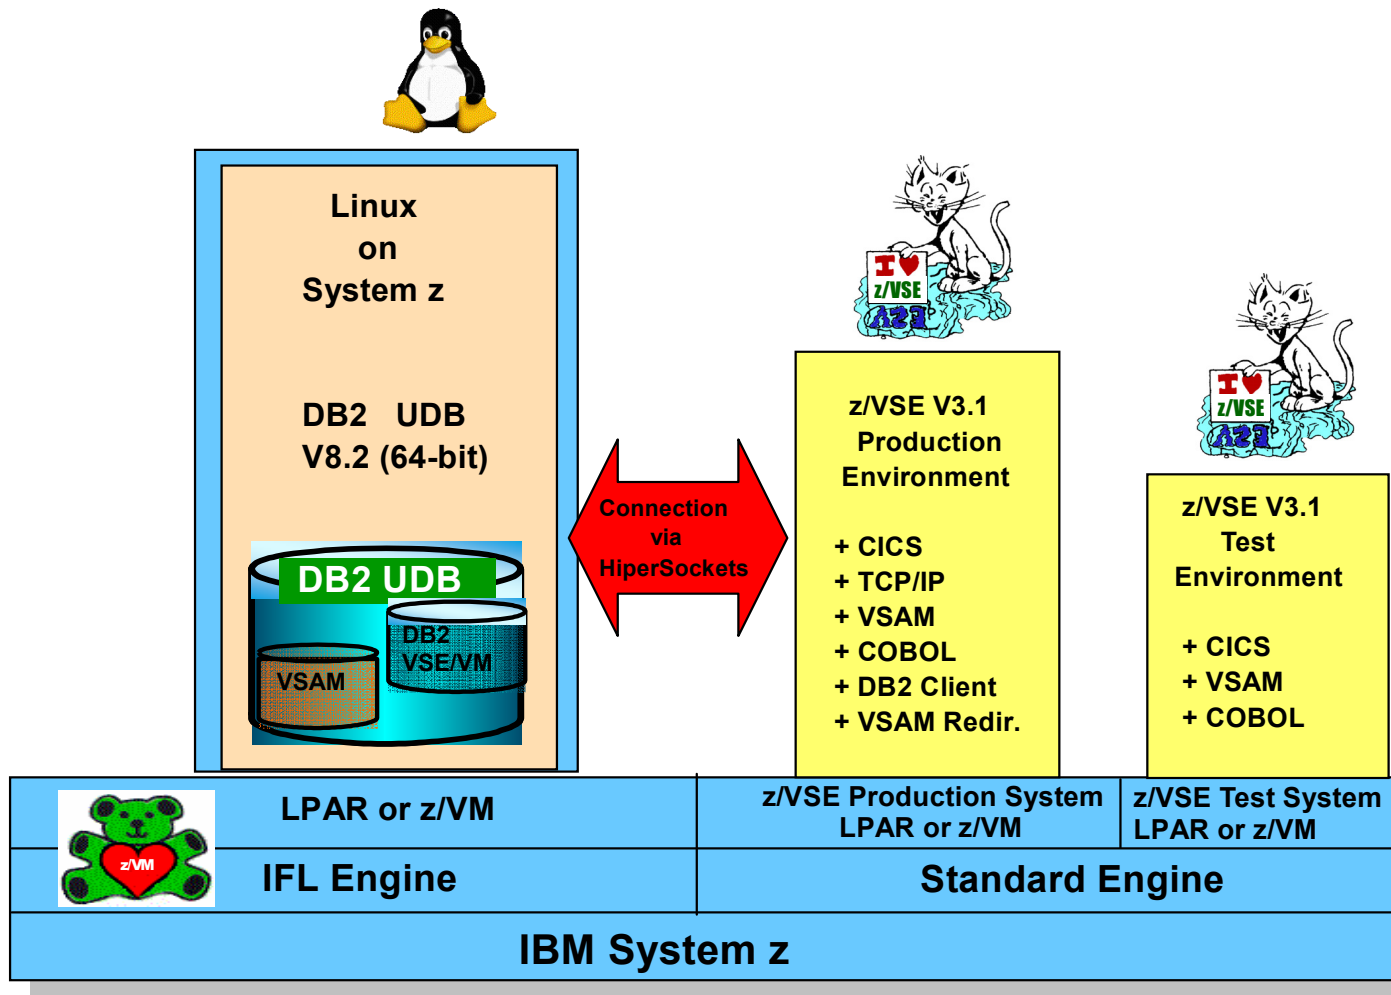 Linux
on
System z
DB2 UDB
V8.2 (64-bit)
DB2 UDB
DB2
VSE/VM
VSAM
Connection
via
HiperSockets
I ♥
z/VSE
VSE
z/VSE V3.1
Production
Environment
+ CICS
+ TCP/IP
+ VSAM
+ COBOL
+ DB2 Client
+ VSAM Redir.
I ♥
z/VSE
VSE
z/VSE V3.1
Test
Environment
+ CICS
+ VSAM
+ COBOL
z/VM
LPAR or z/VM
z/VSE Production System
LPAR or z/VM
z/VSE Test System
LPAR or z/VM
IFL Engine
Standard Engine
IBM System z